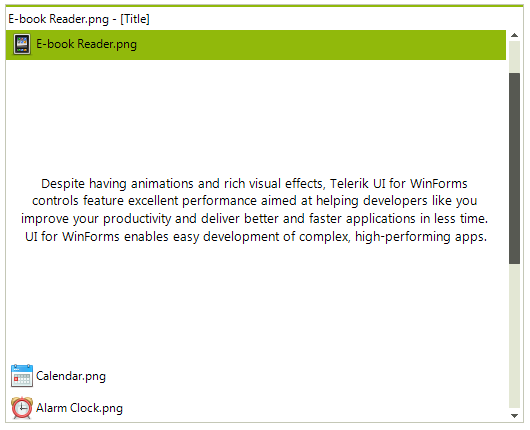 E-book Reader.png - [Title]
E-book Reader.png
Despite having animations and rich visual effects, Telerik UI for WinForms
controls feature excellent performance aimed at helping developers like you
improve your productivity and deliver better and faster applications in less time.
UI for WinForms enables easy development of complex, high-performing apps.
Calendar.png
Alarm Clock.png